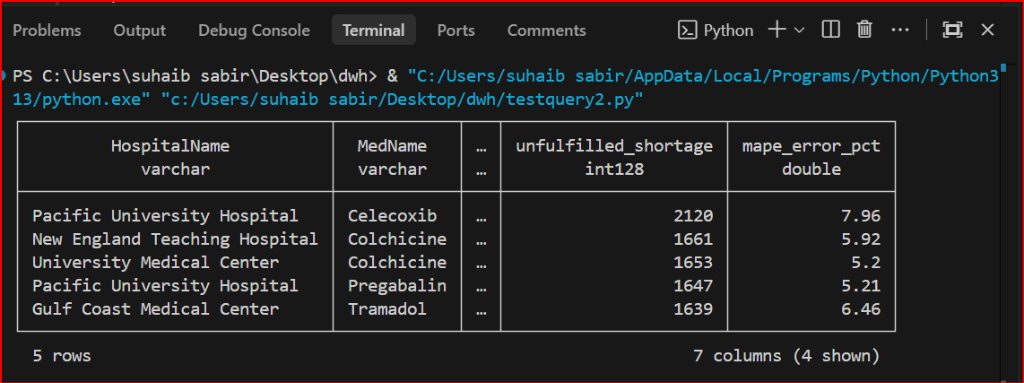 Problems Output Debug Console Terminal Ports Comments Python
PS C:\Users\suhaib sabir\Desktop\dwh> & "C:/Users/suhaib sabir/AppData/Local/Programs/Python/Python3
13/python.exe" "c:/Users/suhaib sabir/Desktop/dwh/testquery2.py"
HospitalName MedName … unfulfilled_shortage mape_error_pct
varchar varchar … int128 double
Pacific University Hospital Celecoxib … 2120 7.96
New England Teaching Hospital Colchicine … 1661 5.92
University Medical Center Colchicine … 1653 5.2
Pacific University Hospital Pregabalin … 1647 5.21
Gulf Coast Medical Center Tramadol … 1639 6.46
5 rows 7 columns (4 shown)